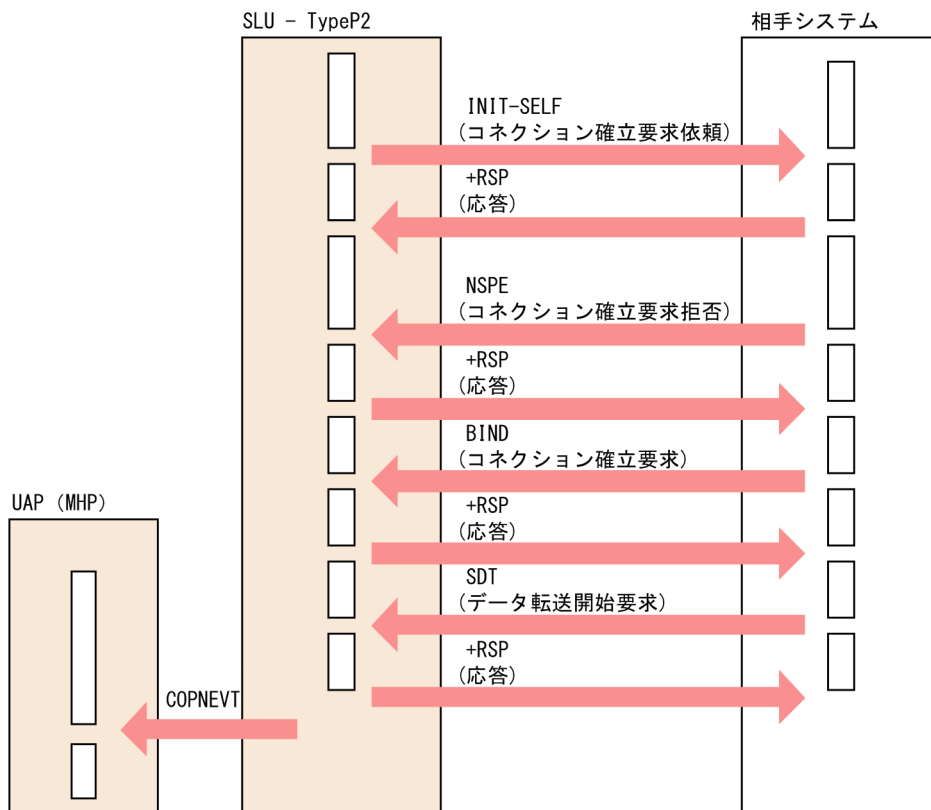 SLU - TypeP2
相手システム
INIT-SELF
(コネクション確立要求依頼)
+RSP
(応答)
NSPE
(コネクション確立要求拒否)
+RSP
(応答)
BIND
(コネクション確立要求)
+RSP
(応答)
UAP (MHP)
SDT
(データ転送開始要求)
+RSP
(応答)
COPNEVT